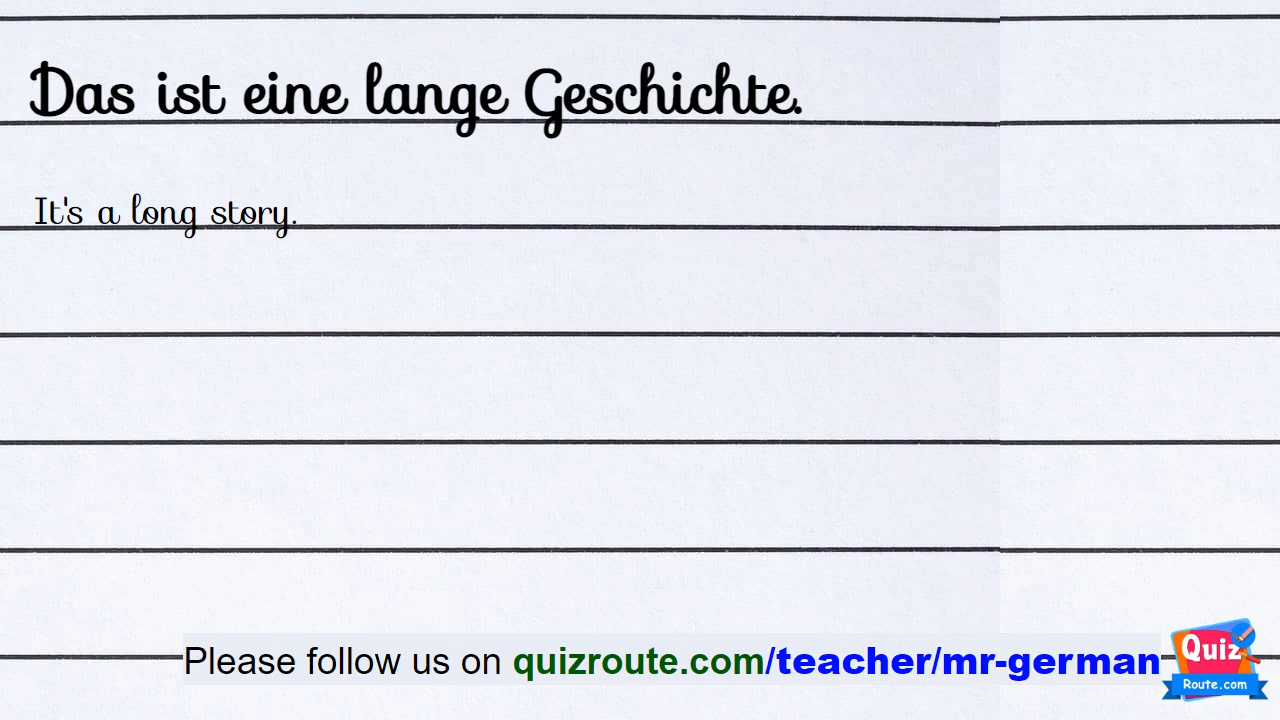 Das ist eine lange Geschichte.
It's a long story.
Please follow us on quizroute.com/teacher/mr-german
Quiz
Route.com